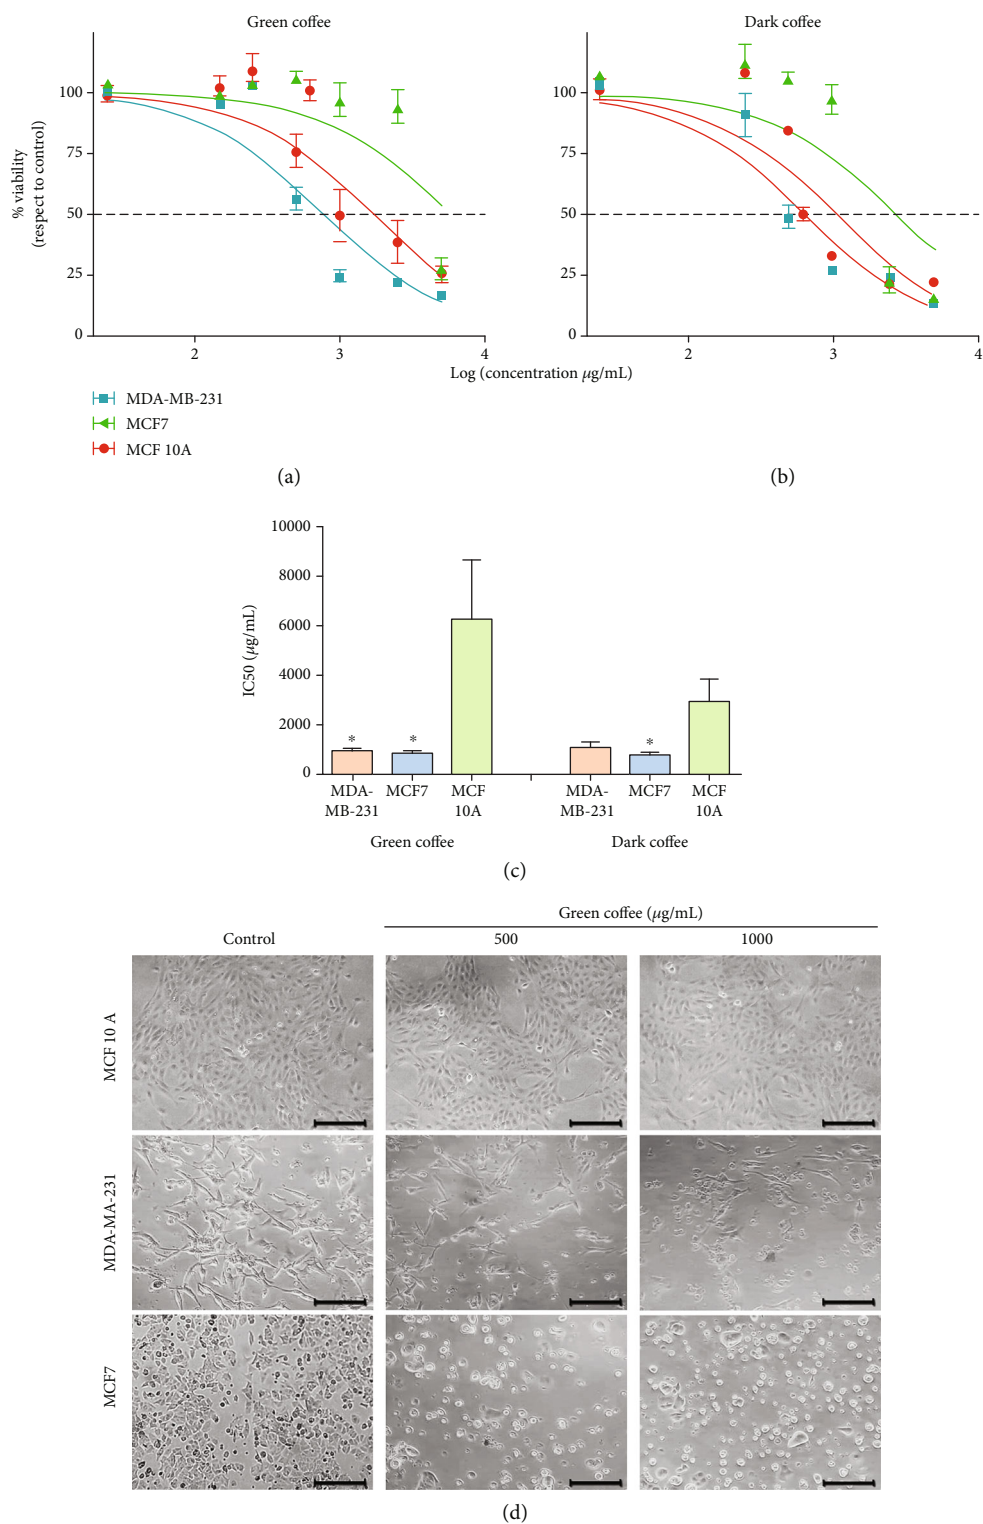 Green coffee
Dark coffee
% viability
(respect to control)
100
75
50
25
0
2
3
4
100
75
50
25
0
2
3
4
Log (concentration μg/mL)
MDA-MB-231
MCF7
MCF 10A
(a)
(b)
IC50 (μg/mL)
10000
8000
6000
4000
2000
0
*
*
*
MDA-
MB-231
MCF7
MCF
10A
MDA-
MB-231
MCF7
MCF
10A
Green coffee
Dark coffee
(c)
Green coffee (μg/mL)
Control
500
1000
MCF 10 A
MDA-MA-231
MCF7
(d)